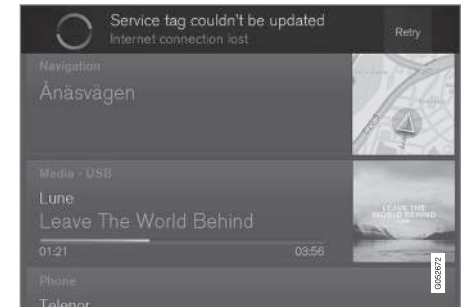 Service tag couldn't be updated
Internet connection lost
Retry
Navigation
Ånäsvägen
Media - USB
Lune
Leave The World Behind
01:21
03:56
LEAVE THE
WORLD BEHIND
Phone
Telenor
G052672